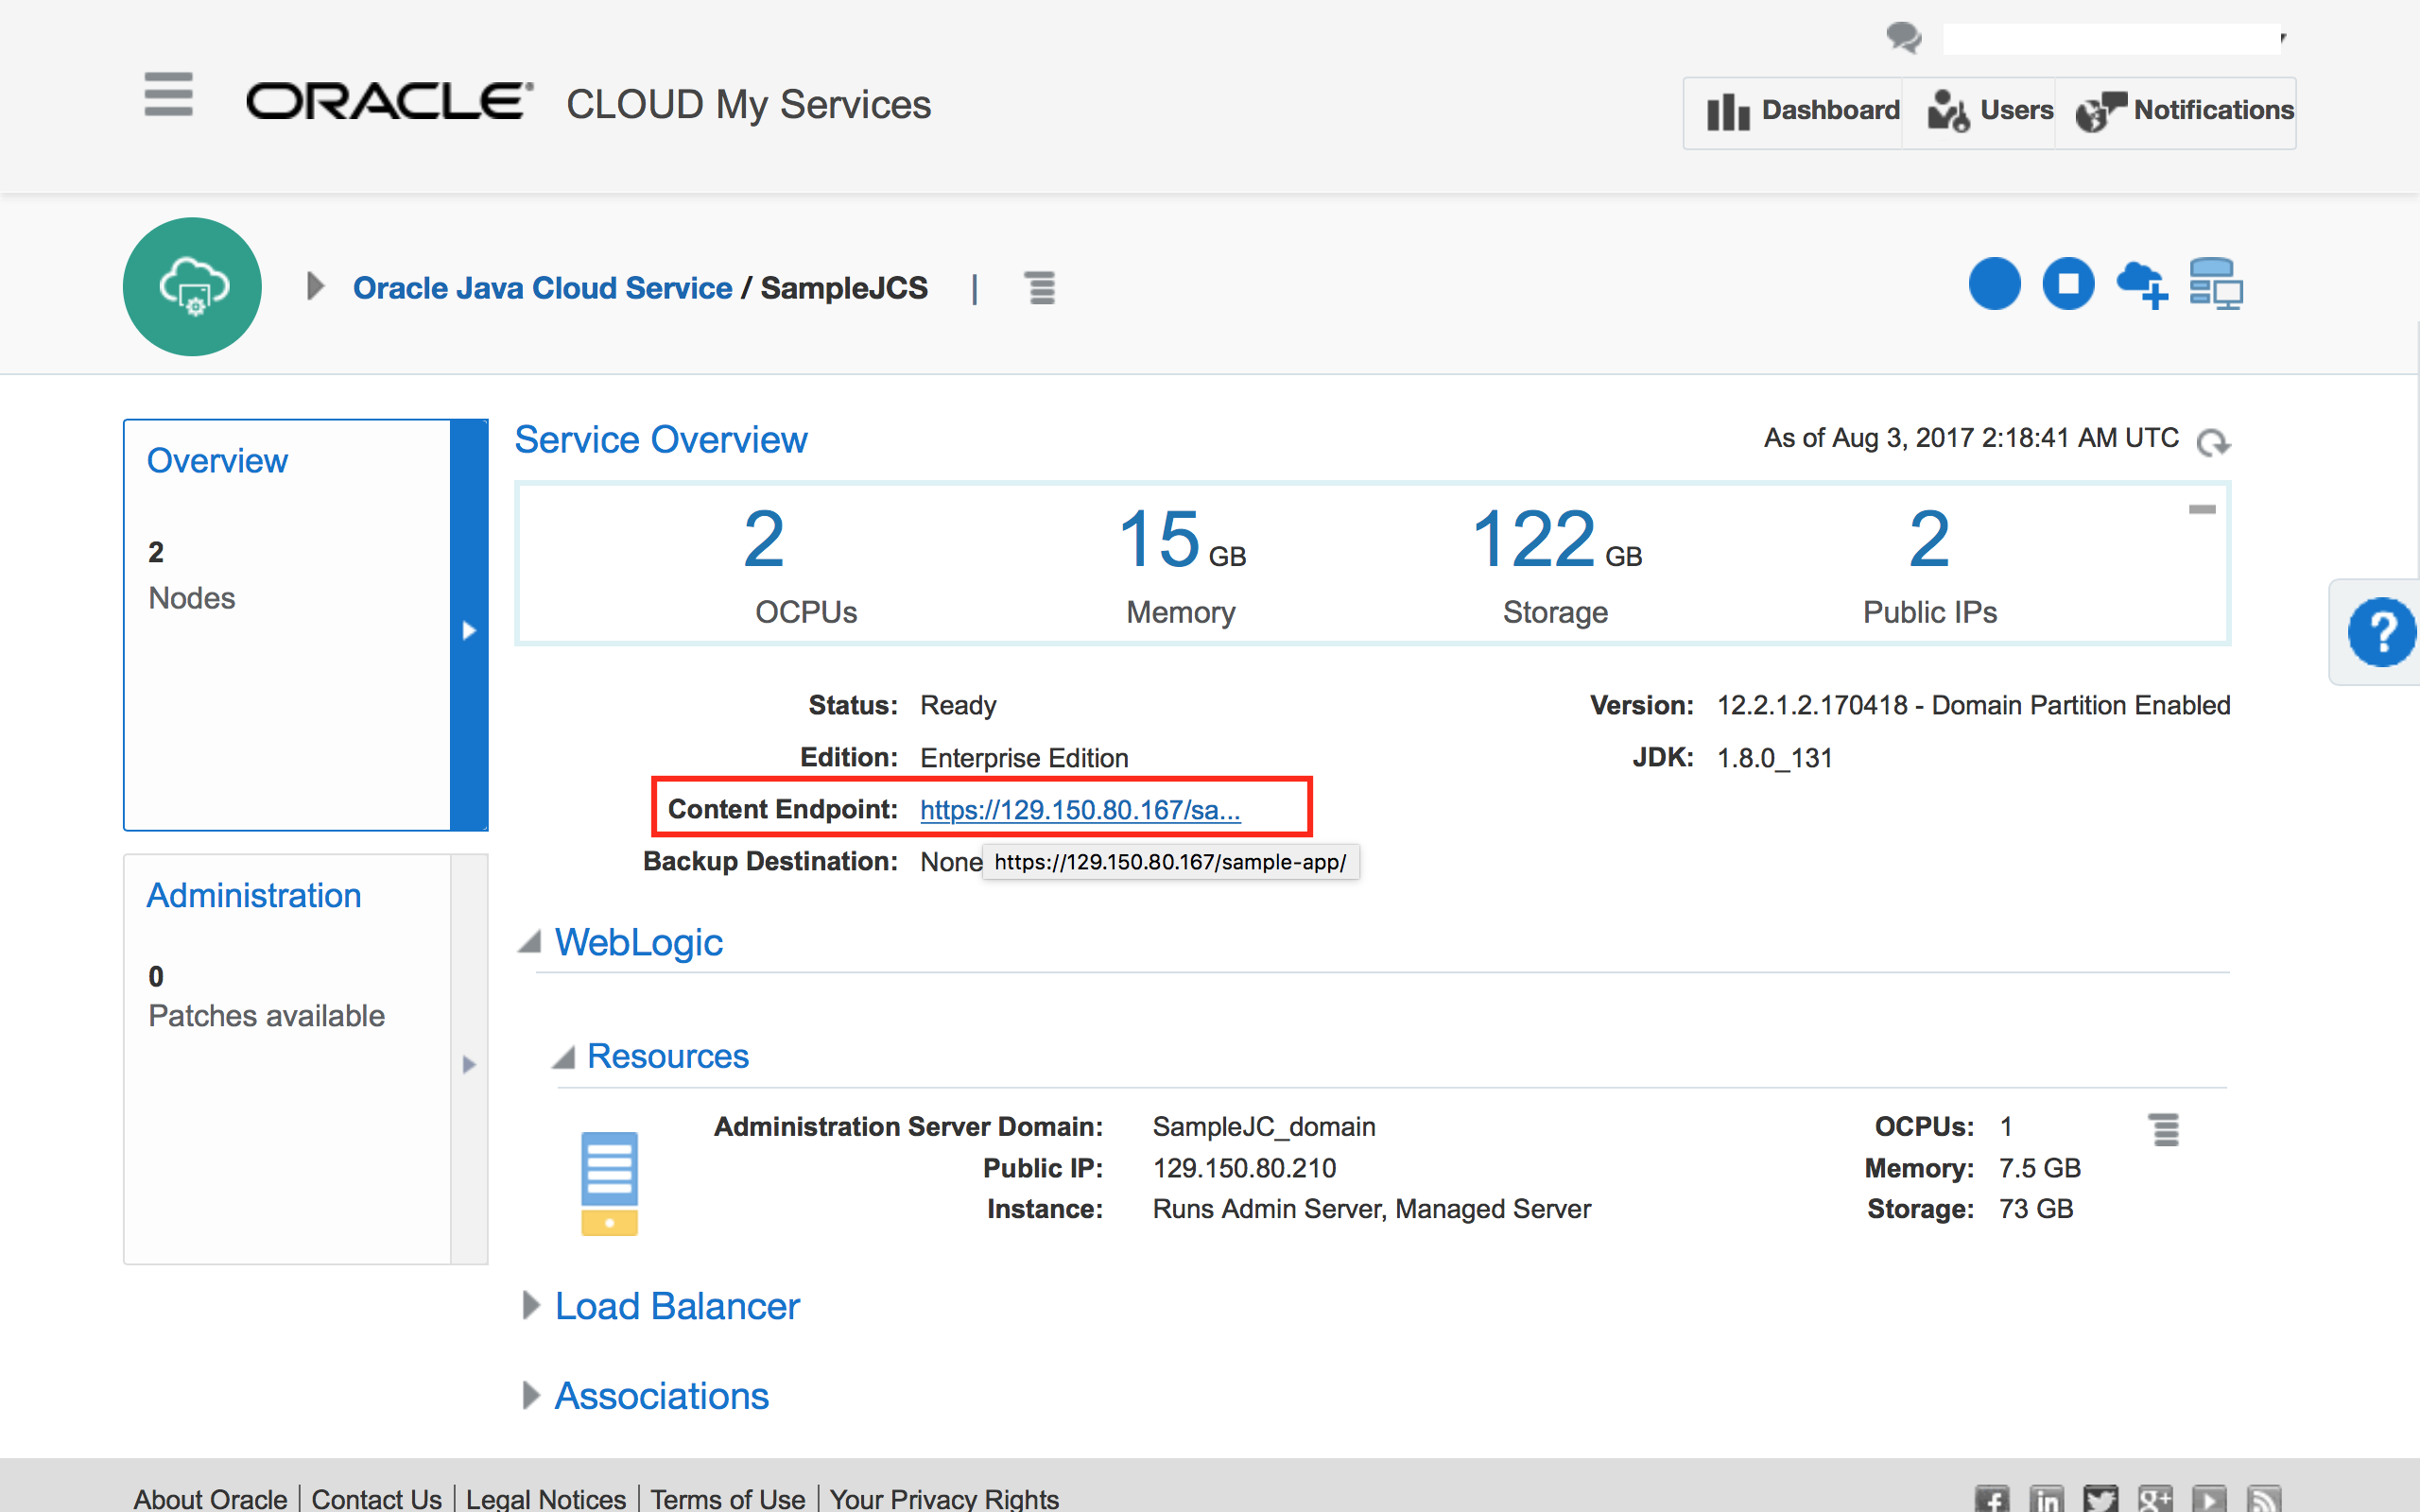 ORACLE CLOUD My Services
Dashboard Users Notifications
Oracle Java Cloud Service / SampleJCS |
Overview
2
Nodes
Administration
0
Patches available
Service Overview
As of Aug 3, 2017 2:18:41 AM UTC
2 15 GB 122 GB 2
OCPUs Memory Storage Public IPs
Status: Ready
Version: 12.2.1.2.170418 - Domain Partition Enabled
Edition: Enterprise Edition
JDK: 1.8.0_131
Content Endpoint: https://129.150.80.167/sa...
Backup Destination: None
https://129.150.80.167/sample-app/
?
WebLogic
Resources
Administration Server Domain: SampleJC_domain
OCPUs: 1
Public IP: 129.150.80.210
Memory: 7.5 GB
Instance: Runs Admin Server, Managed Server
Storage: 73 GB
Load Balancer
Associations
About Oracle | Contact Us | Legal Notices | Terms of Use | Your Privacy Rights
f in g+